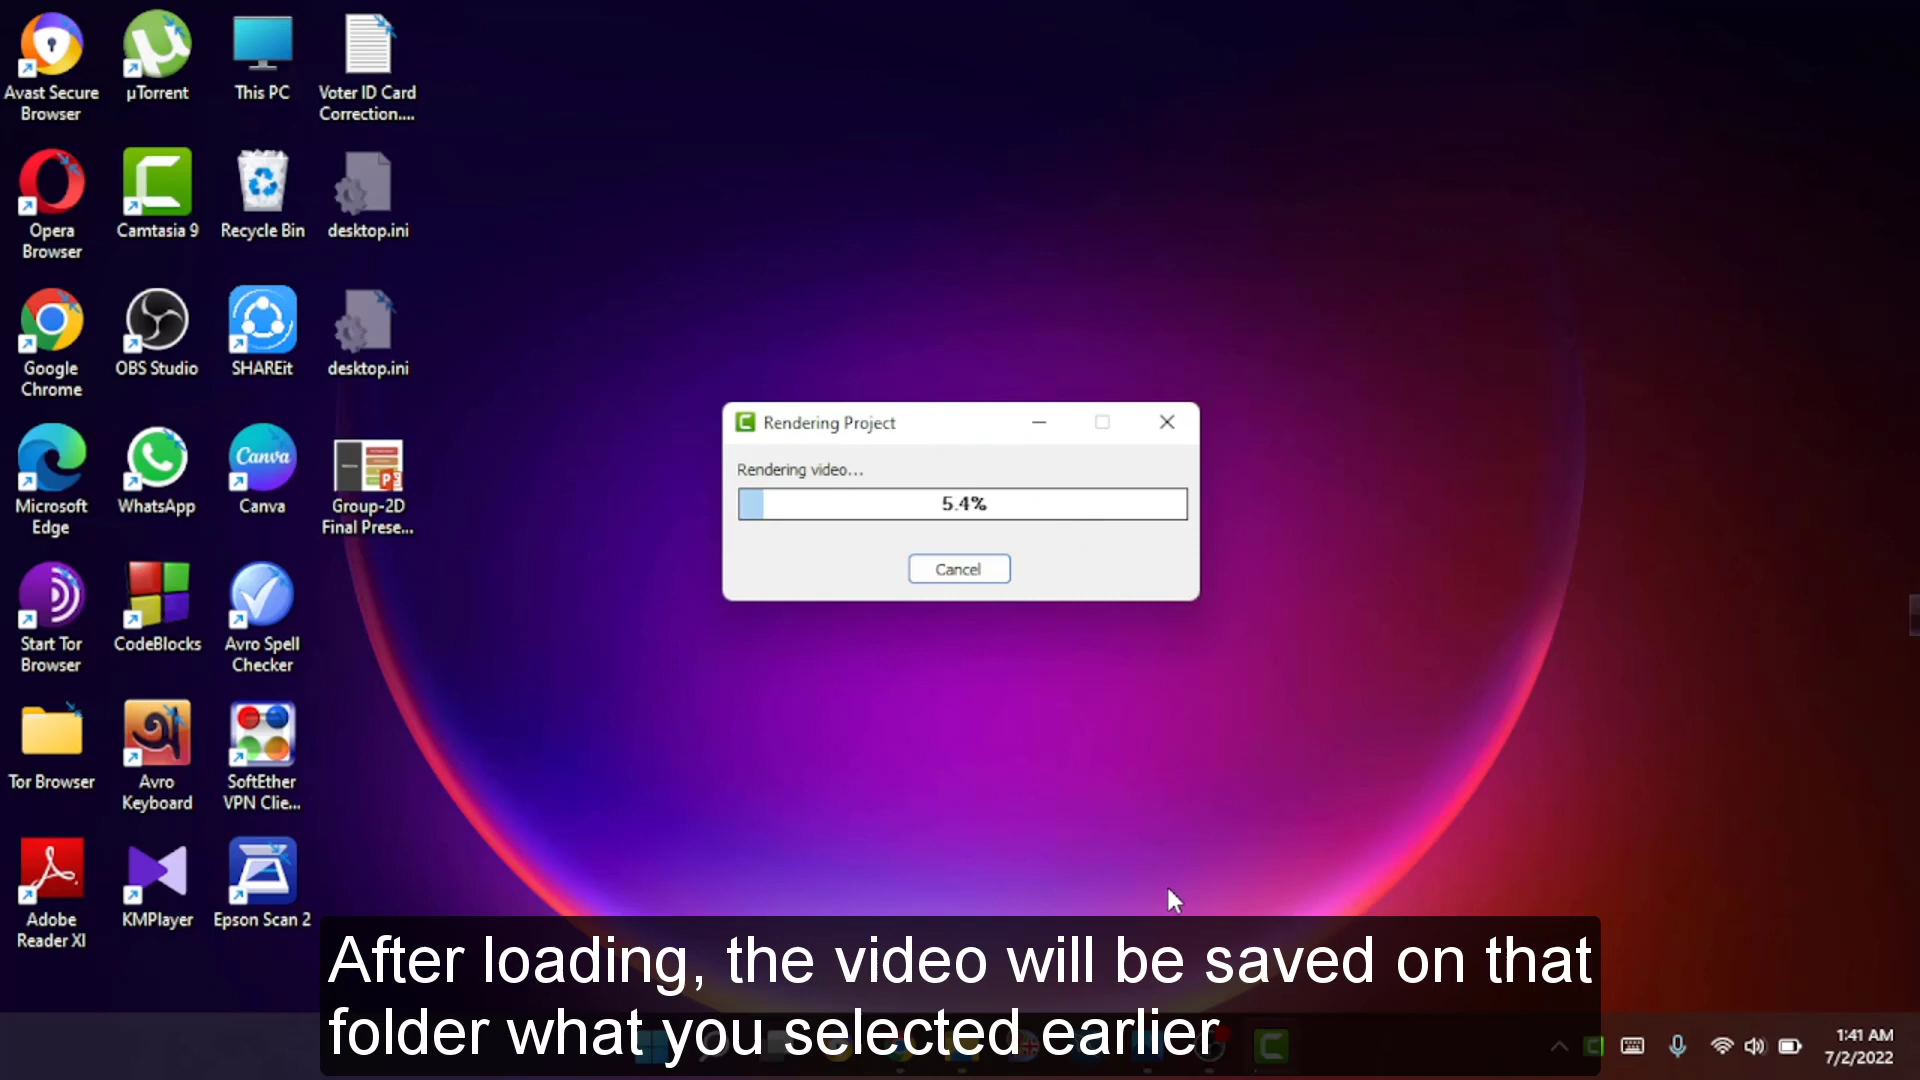 Avast Secure
Browser
µTorrent
This PC
Voter ID Card
Correction....
Opera
Browser
Camtasia 9
Recycle Bin
desktop.ini
Google
Chrome
OBS Studio
SHAREit
desktop.ini
Microsoft
Edge
WhatsApp
Canva
Canva
Group-2D
Final Prese...
Start Tor
Browser
CodeBlocks
Avro Spell
Checker
Tor Browser
Avro
Keyboard
অ
SoftEther
VPN Clie...
Adobe
Reader XI
KMPlayer
Epson Scan 2
Rendering Project
Rendering video...
5.4%
Cancel
After loading, the video will be saved on that
folder what you selected earlier
1:41 AM
7/2/2022